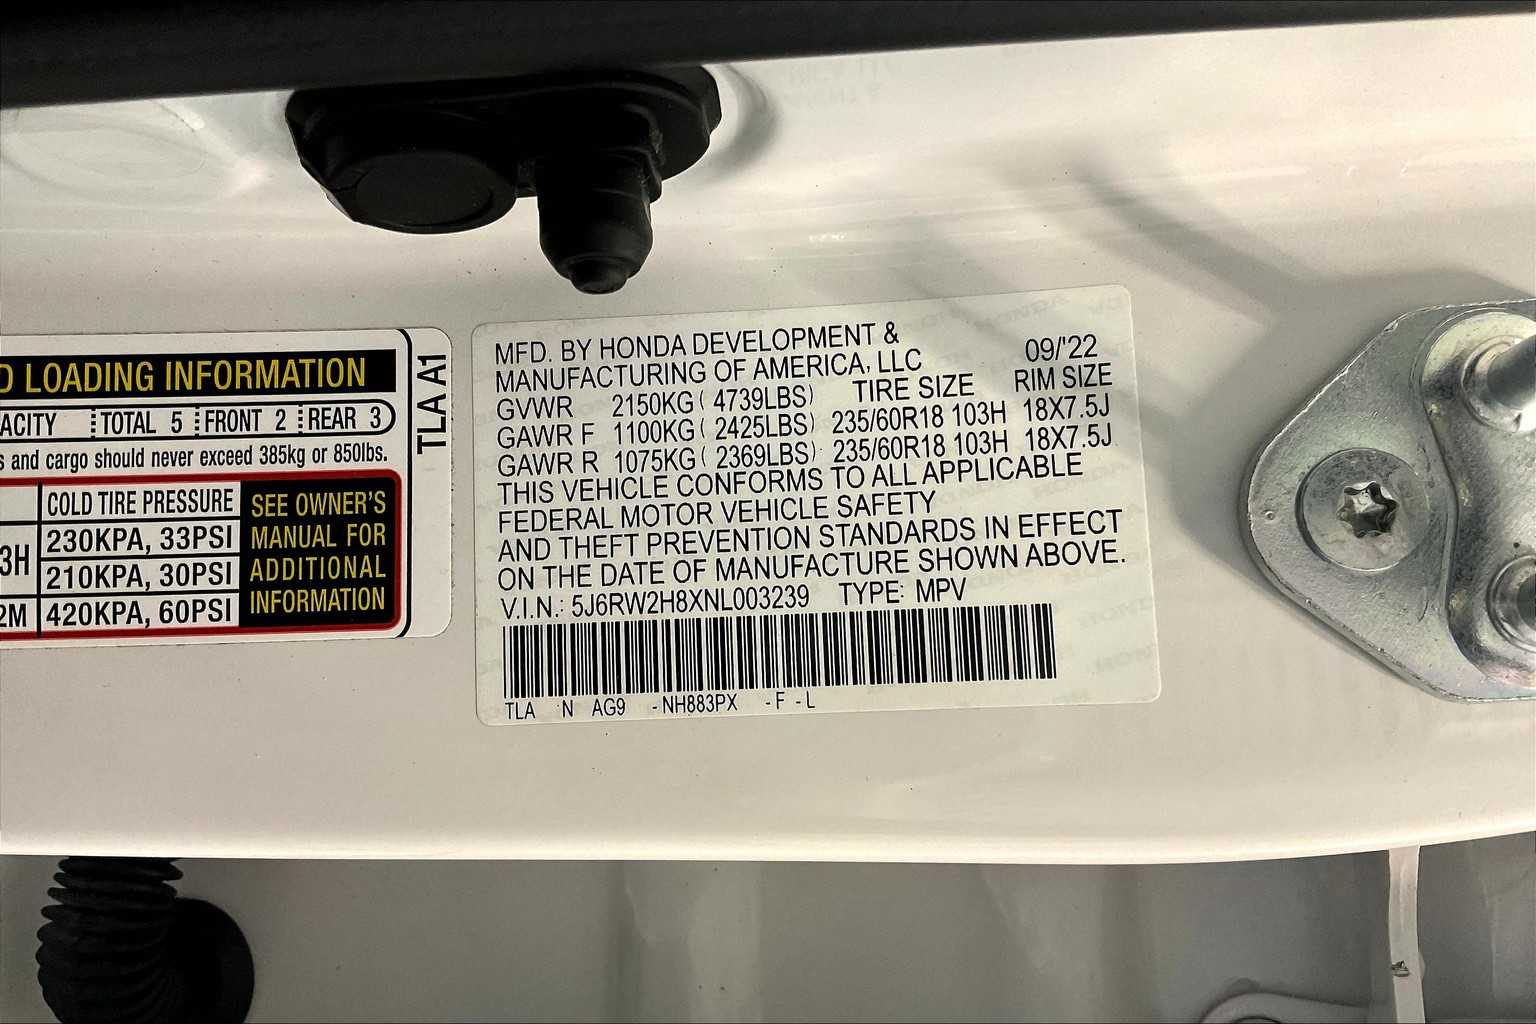 D LOADING INFORMATION
ACITY TOTAL 5 FRONT 2 REAR 3
s and cargo should never exceed 385kg or 850lbs.
COLD TIRE PRESSURE
3H 230KPA, 33PSI
210KPA, 30PSI
2M 420KPA, 60PSI
SEE OWNER'S
MANUAL FOR
ADDITIONAL
INFORMATION
TLA A1
MFD. BY HONDA DEVELOPMENT &
MANUFACTURING OF AMERICA, LLC 09/'22
GVWR 2150KG( 4739LBS) TIRE SIZE RIM SIZE
GAWR F 1100KG( 2425LBS) 235/60R18 103H 18X7.5J
GAWR R 1075KG( 2369LBS) 235/60R18 103H 18X7.5J
THIS VEHICLE CONFORMS TO ALL APPLICABLE
FEDERAL MOTOR VEHICLE SAFETY
AND THEFT PREVENTION STANDARDS IN EFFECT
ON THE DATE OF MANUFACTURE SHOWN ABOVE.
V.I.N.: 5J6RW2H8XNL003239 TYPE: MPV
TLA N AG9 -NH883PX -F -L